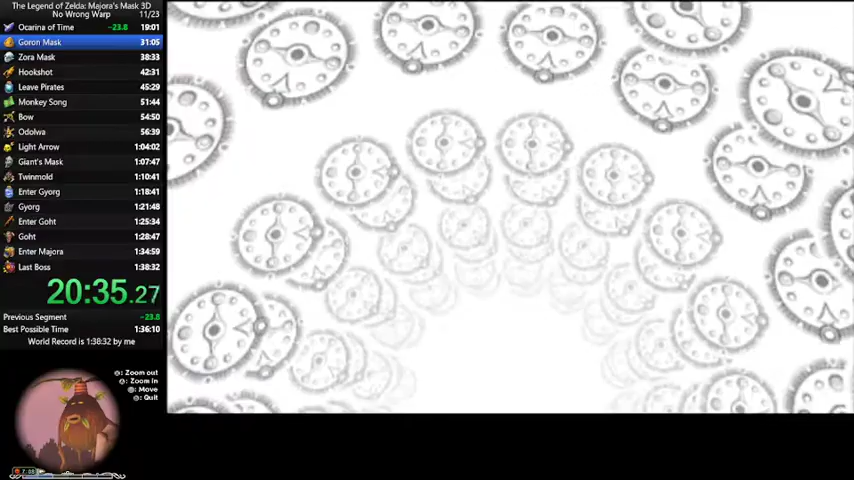 The Legend of Zelda: Majora's Mask 3D
No Wrong Warp 11/23
Ocarina of Time -23.8 19:01
Goron Mask 31:05
Zora Mask 38:33
Hookshot 42:31
Leave Pirates 45:29
Monkey Song 51:44
Bow 54:50
Odolwa 56:39
Light Arrow 1:04:02
Giant's Mask 1:07:47
Twinmold 1:10:41
Enter Gyorg 1:18:41
Gyorg 1:21:48
Enter Goht 1:25:34
Goht 1:28:47
Enter Majora 1:34:59
Last Boss 1:38:32
20:35.27
Previous Segment -23.8
Best Possible Time 1:36:10
World Record is 1:38:32 by me
: Zoom out
: Zoom in
: Move
: Quit